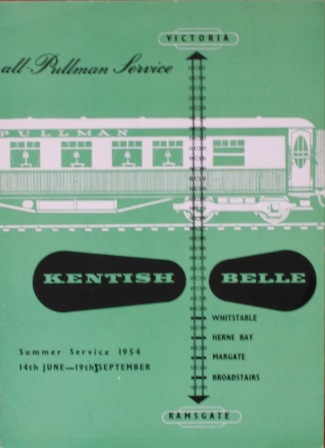 VICTORIA
all-Pullman Service
PULLMAN
KENTISH BELLE
WHITSTABLE
HERNE BAY
MARGATE
BROADSTAIRS
Summer Service 1954
14th JUNE—19th SEPTEMBER
RAMSGATE